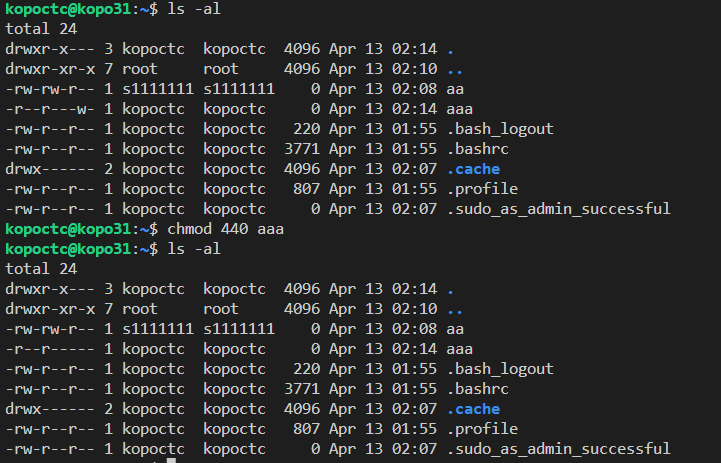 kopoctc@kopo31:~$ ls -al
total 24
drwxr-x--- 3 kopoctc  kopoctc  4096 Apr 13 02:14 .
drwxr-xr-x 7 root     root     4096 Apr 13 02:10 ..
-rw-rw-r-- 1 s1111111 s1111111    0 Apr 13 02:08 aa
-r--r---w- 1 kopoctc  kopoctc     0 Apr 13 02:14 aaa
-rw-r--r-- 1 kopoctc  kopoctc   220 Apr 13 01:55 .bash_logout
-rw-r--r-- 1 kopoctc  kopoctc  3771 Apr 13 01:55 .bashrc
drwx------ 2 kopoctc  kopoctc  4096 Apr 13 02:07 .cache
-rw-r--r-- 1 kopoctc  kopoctc   807 Apr 13 01:55 .profile
-rw-r--r-- 1 kopoctc  kopoctc     0 Apr 13 02:07 .sudo_as_admin_successful
kopoctc@kopo31:~$ chmod 440 aaa
kopoctc@kopo31:~$ ls -al
total 24
drwxr-x--- 3 kopoctc  kopoctc  4096 Apr 13 02:14 .
drwxr-xr-x 7 root     root     4096 Apr 13 02:10 ..
-rw-rw-r-- 1 s1111111 s1111111    0 Apr 13 02:08 aa
-r--r----- 1 kopoctc  kopoctc     0 Apr 13 02:14 aaa
-rw-r--r-- 1 kopoctc  kopoctc   220 Apr 13 01:55 .bash_logout
-rw-r--r-- 1 kopoctc  kopoctc  3771 Apr 13 01:55 .bashrc
drwx------ 2 kopoctc  kopoctc  4096 Apr 13 02:07 .cache
-rw-r--r-- 1 kopoctc  kopoctc   807 Apr 13 01:55 .profile
-rw-r--r-- 1 kopoctc  kopoctc     0 Apr 13 02:07 .sudo_as_admin_successful